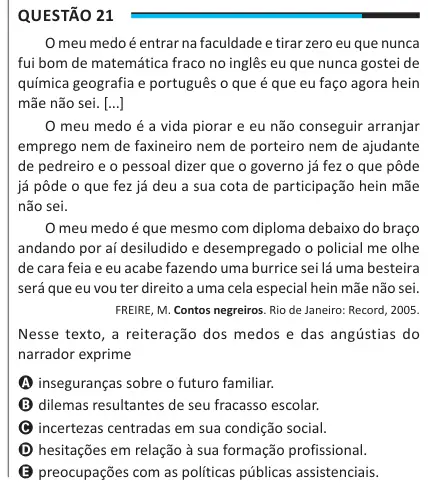 QUESTÃO 21
O meu medo é entrar na faculdade e tirar zero eu que nunca
fui bom de matemática fraco no inglês eu que nunca gostei de
química geografia e português o que é que eu faço agora hein
mãe não sei. [...]
O meu medo é a vida piorar e eu não conseguir arranjar
emprego nem de faxineiro nem de porteiro nem de ajudante
de pedreiro e o pessoal dizer que o governo já fez o que pôde
já pôde o que fez já deu a sua cota de participação hein mãe
não sei.
O meu medo é que mesmo com diploma debaixo do braço
andando por aí desiludido e desempregado o policial me olhe
de cara feia e eu acabe fazendo uma burrice sei lá uma besteira
será que eu vou ter direito a uma cela especial hein mãe não sei.
FREIRE, M. Contos negreiros. Rio de Janeiro: Record, 2005.
Nesse texto, a reiteração dos medos e das angústias do
narrador exprime
A inseguranças sobre o futuro familiar.
B dilemas resultantes de seu fracasso escolar.
C incertezas centradas em sua condição social.
D hesitações em relação à sua formação profissional.
E preocupações com as políticas públicas assistenciais.